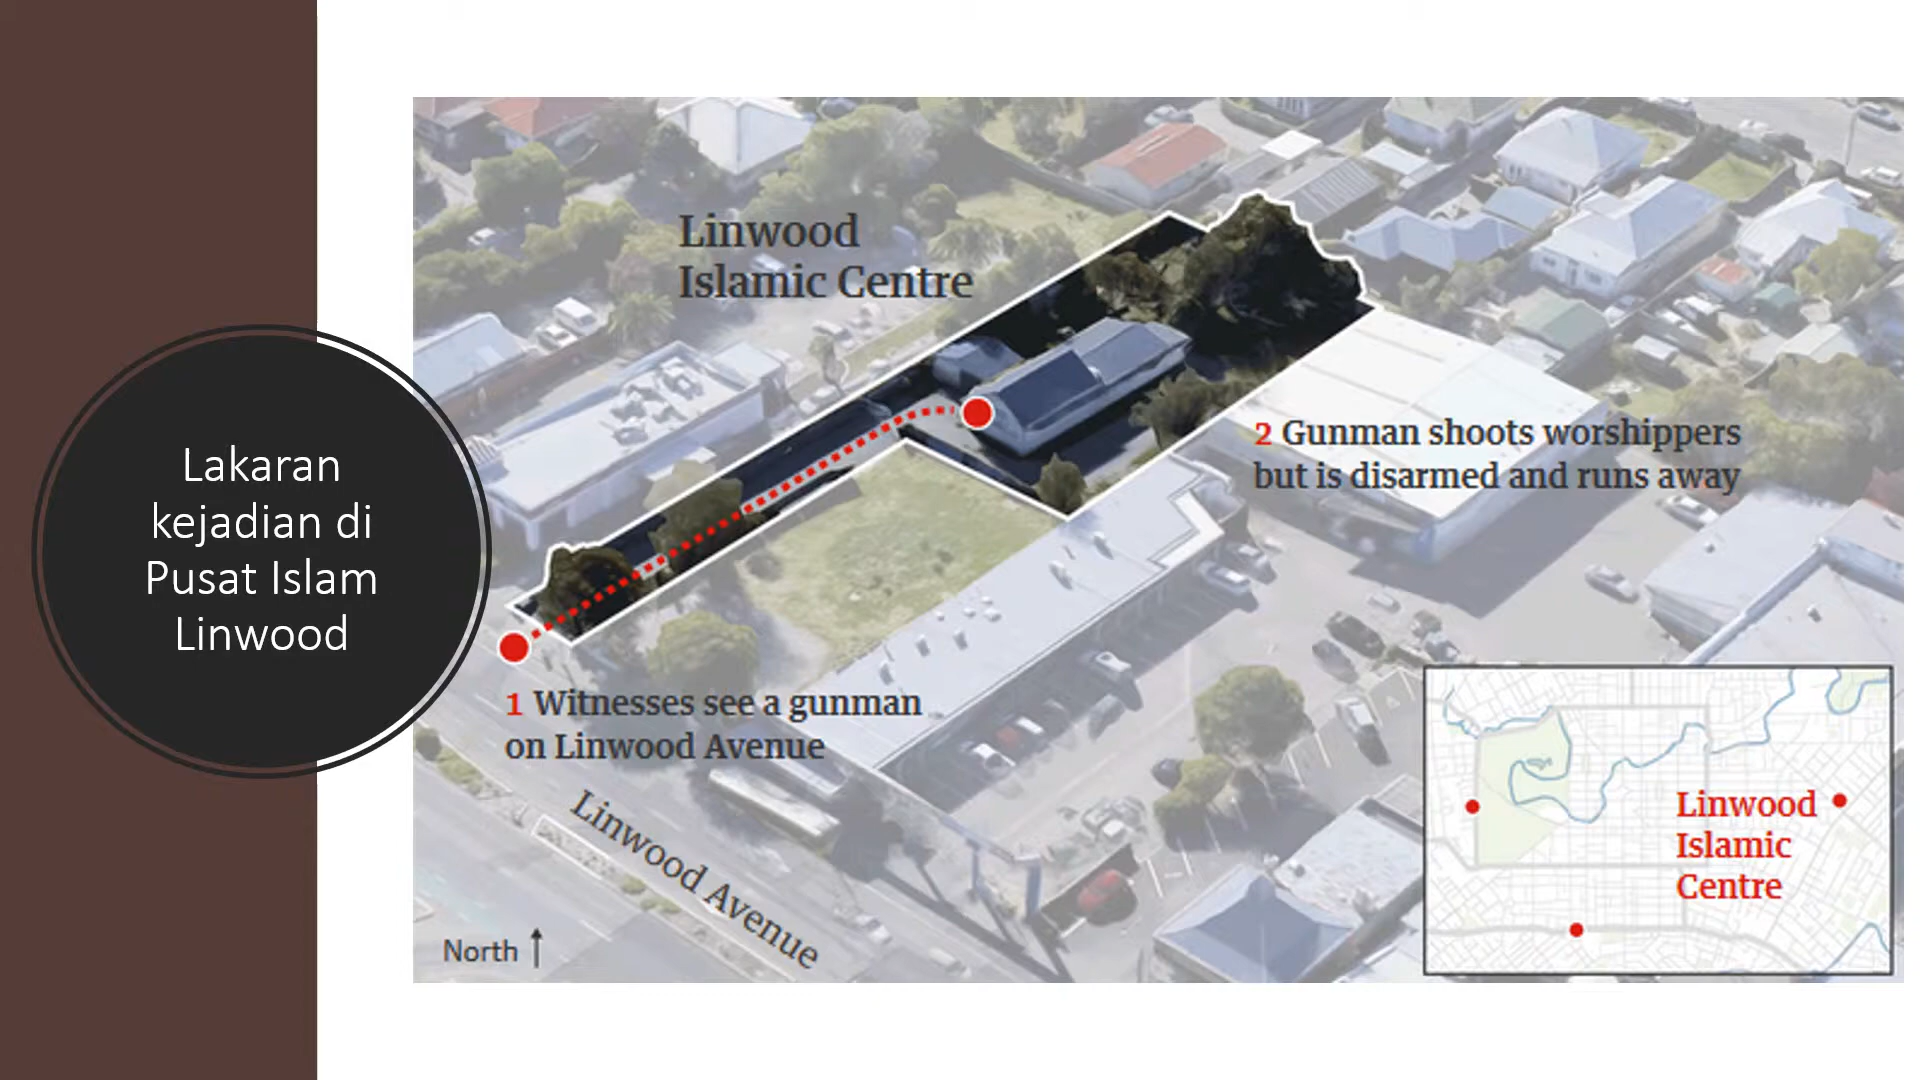 Lakaran
kejadian di
Pusat Islam
Linwood
Linwood
Islamic Centre
2 Gunman shoots worshippers
but is disarmed and runs away
1 Witnesses see a gunman
on Linwood Avenue
Linwood Avenue
North
Linwood
Islamic
Centre